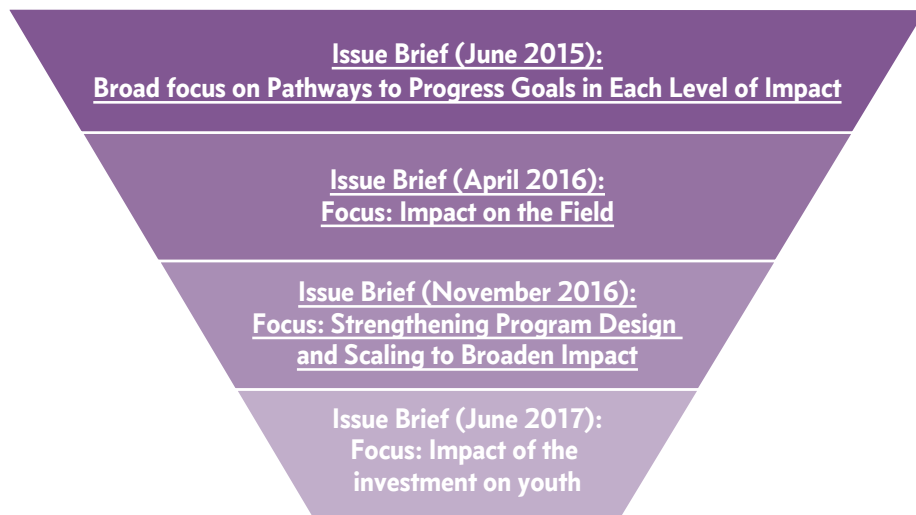 Issue Brief (June 2015):
Broad focus on Pathways to Progress Goals in Each Level of Impact
Issue Brief (April 2016):
Focus: Impact on the Field
Issue Brief (November 2016):
Focus: Strengthening Program Design
and Scaling to Broaden Impact
Issue Brief (June 2017):
Focus: Impact of the
investment on youth